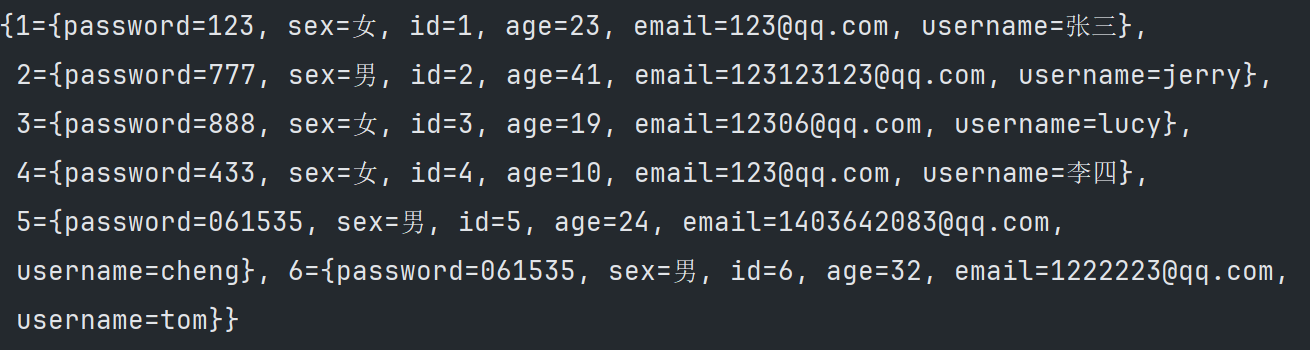 {1={password=123, sex=女, id=1, age=23, email=123@qq.com, username=张三},
2={password=777, sex=男, id=2, age=41, email=123123123@qq.com, username=jerry},
3={password=888, sex=女, id=3, age=19, email=12306@qq.com, username=lucy},
4={password=433, sex=女, id=4, age=10, email=123@qq.com, username=李四},
5={password=061535, sex=男, id=5, age=24, email=1403642083@qq.com,
username=cheng}, 6={password=061535, sex=男, id=6, age=32, email=1222223@qq.com,
username=tom}}